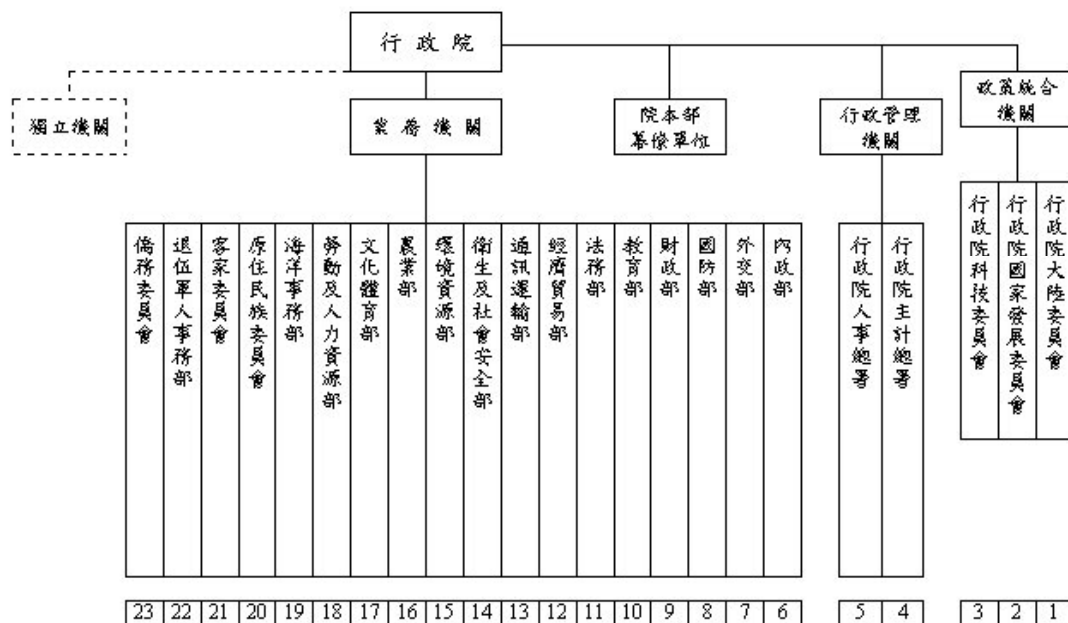 行政院
獨立機關
業務機關
院本部
幕僚單位
行政管理
機關
政策統合
機關
行政院大陸委員會
行政院國家發展委員會
行政院科技委員會
行政院主計總署
行政院人事總署
內政部
外交部
國防部
財政部
教育部
法務部
經濟貿易部
通訊運輸部
衛生及社會安全部
環境資源部
農業部
文化體育部
勞動及人力資源部
海洋事務部
原住民族委員會
客家委員會
退伍軍人事務部
僑務委員會
23 22 21 20 19 18 17 16 15 14 13 12 11 10 9 8 7 6 5 4 3 2 1